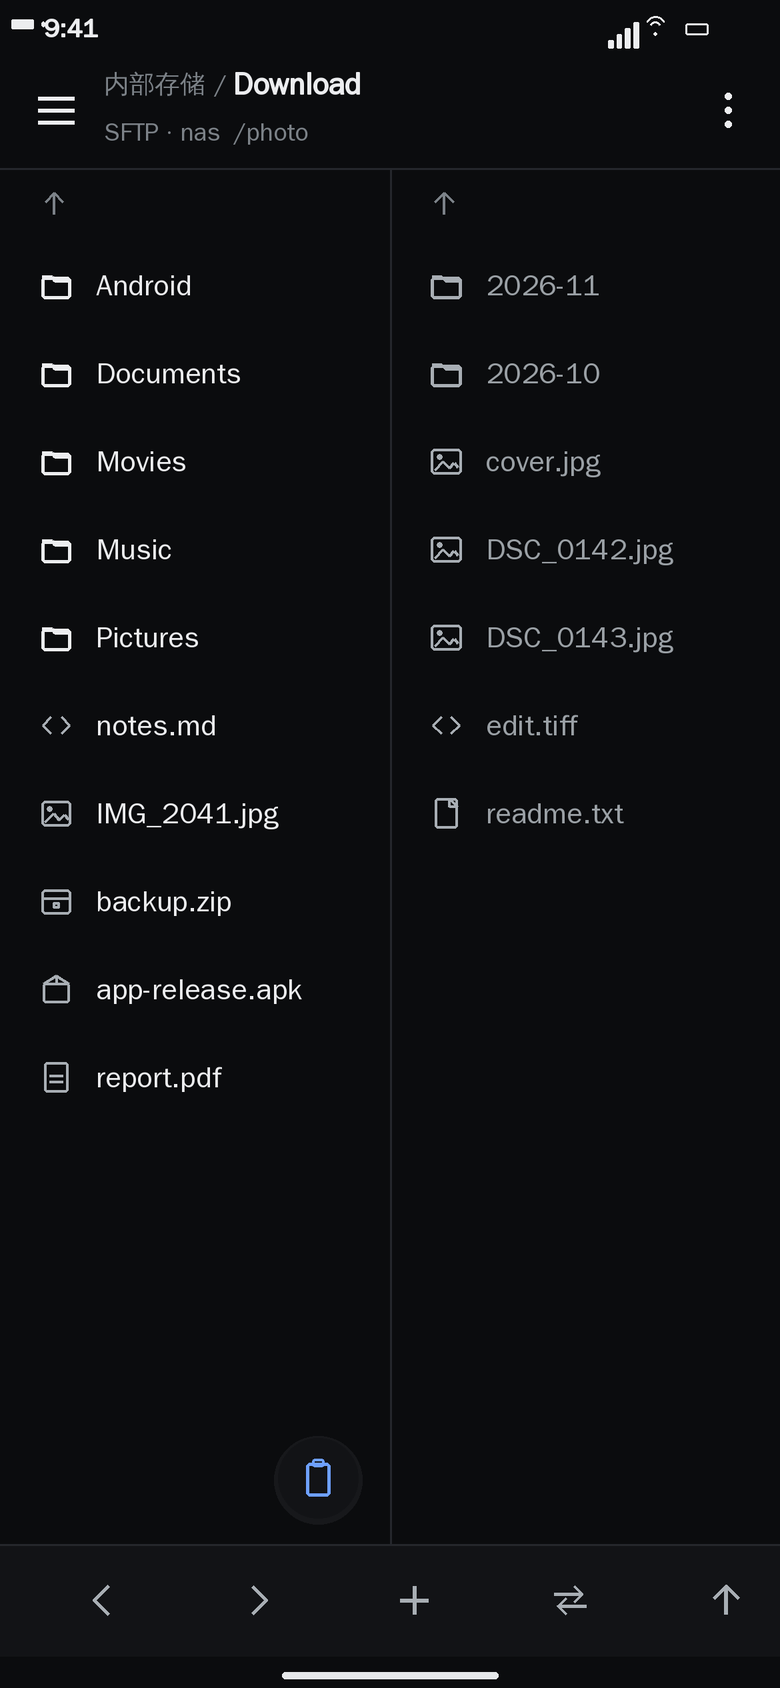 9:41
内部存储 / Download
SFTP · nas /photo
Android
Documents
Movies
Music
Pictures
notes.md
IMG_2041.jpg
backup.zip
app-release.apk
report.pdf
2026-11
2026-10
cover.jpg
DSC_0142.jpg
DSC_0143.jpg
edit.tiff
readme.txt